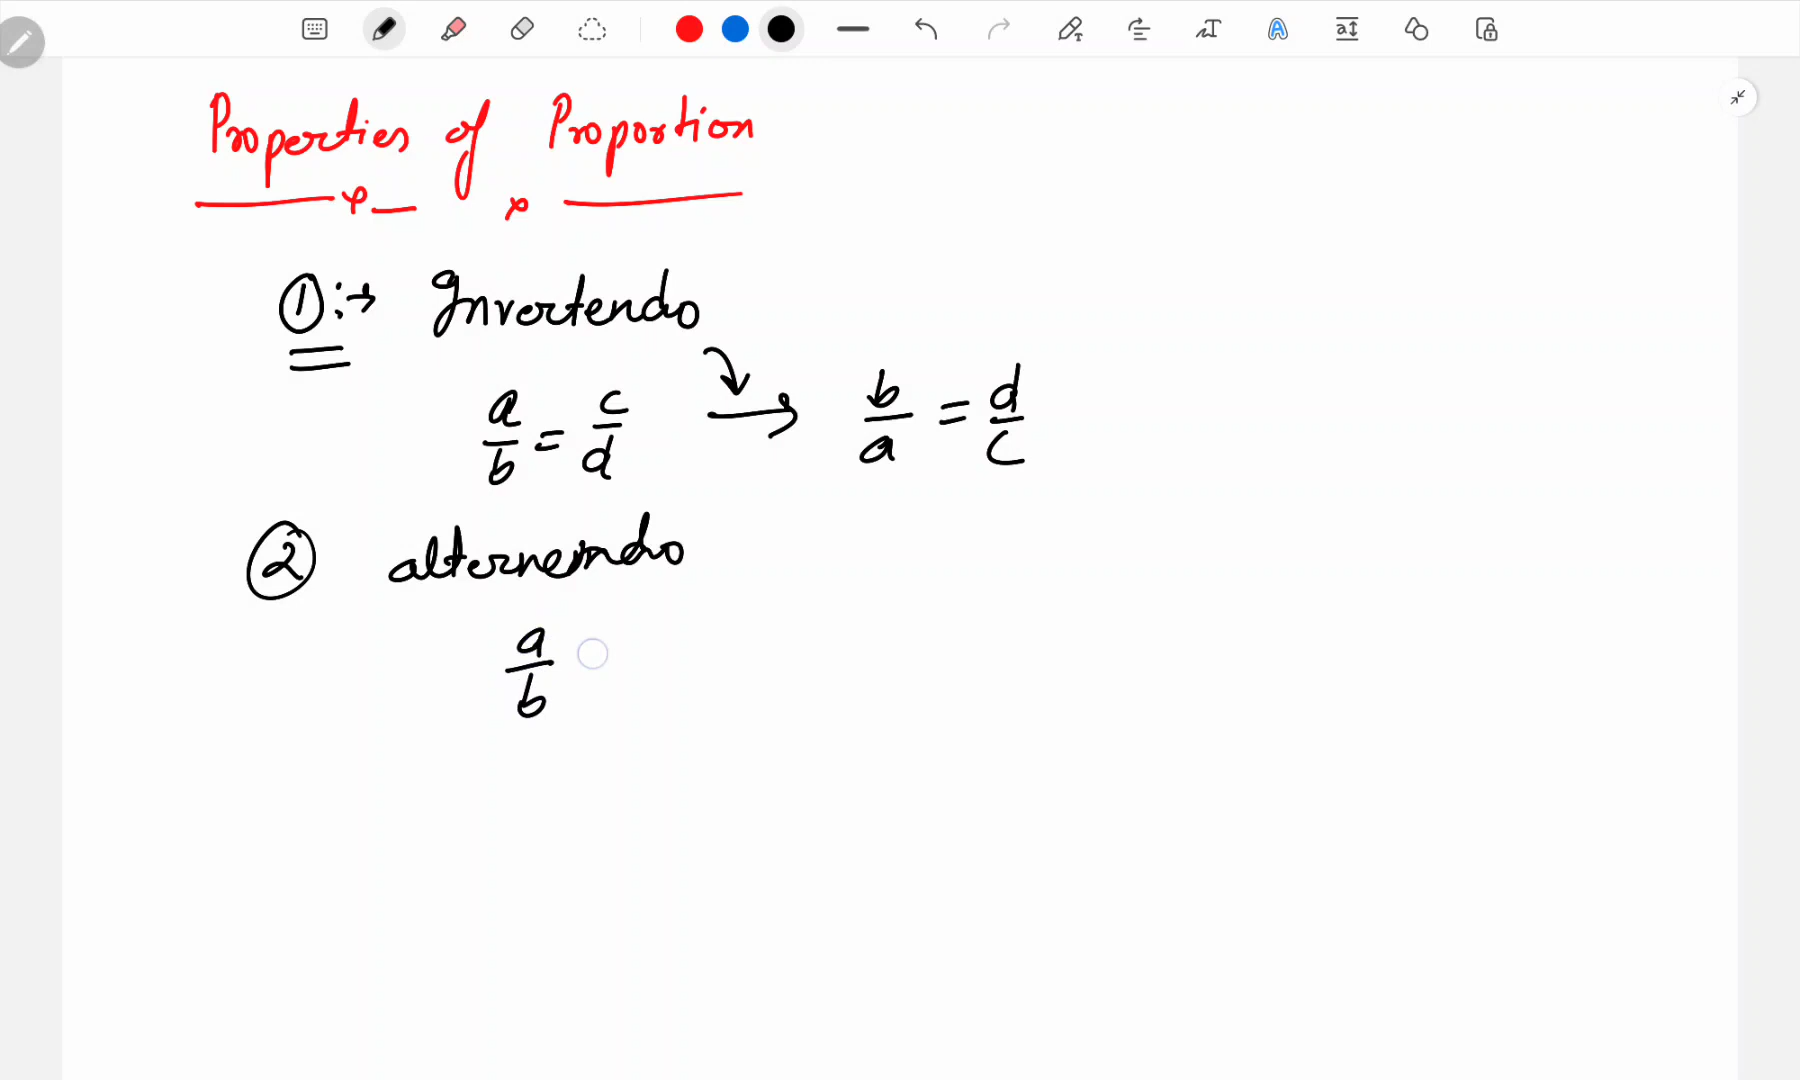 Properties of Proportion
① :→ Invertendo
a/b = c/d → b/a = d/c
② alternendo
a/b